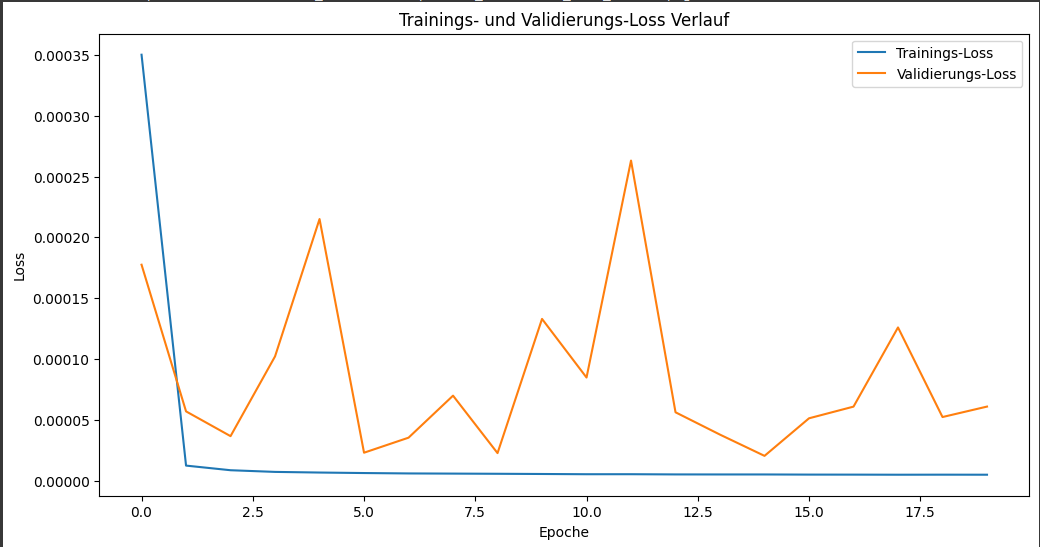 Trainings- und Validierungs-Loss Verlauf
Trainings-Loss
Validierungs-Loss
Loss
0.00035
0.00030
0.00025
0.00020
0.00015
0.00010
0.00005
0.00000
0.0 2.5 5.0 7.5 10.0 12.5 15.0 17.5
Epoche